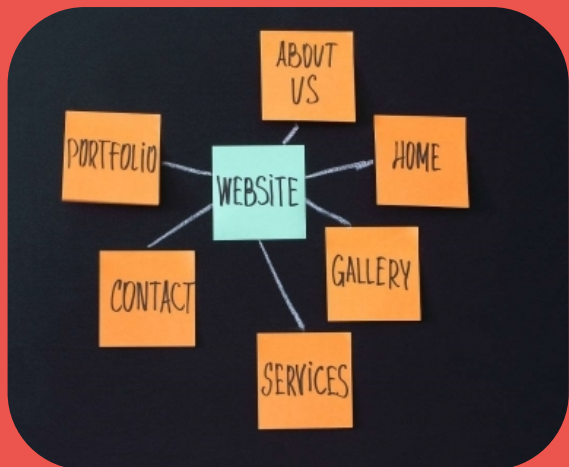 ABOUT
US
PORTFOLIO
HOME
WEBSITE
GALLERY
CONTACT
SERVICES